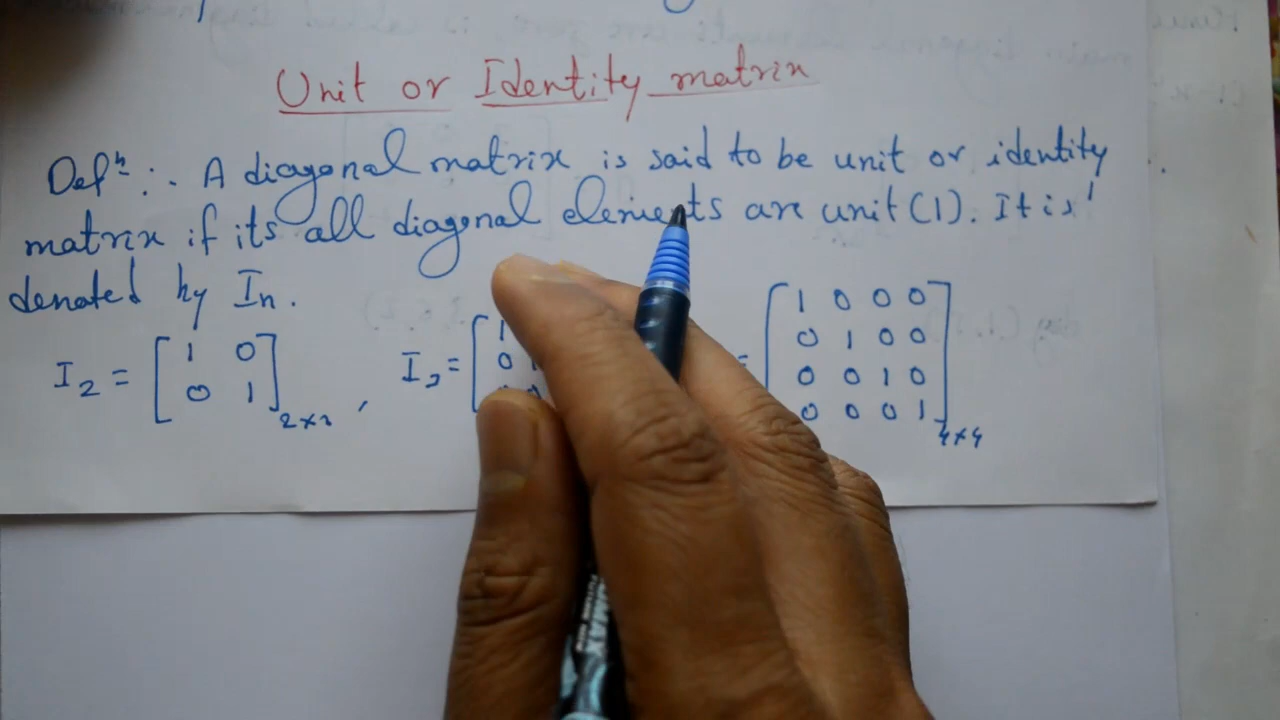 Unit or Identity matrix
Defⁿ:. A diagonal matrix is said to be unit or identity
matrix if its all diagonal elements are unit (1). It is
denoted by In.
I2 = [1 0
0 1]2×2 , I3 = [1
0
= [1 0 0 0
0 1 0 0
0 0 1 0
0 0 0 1]4×4